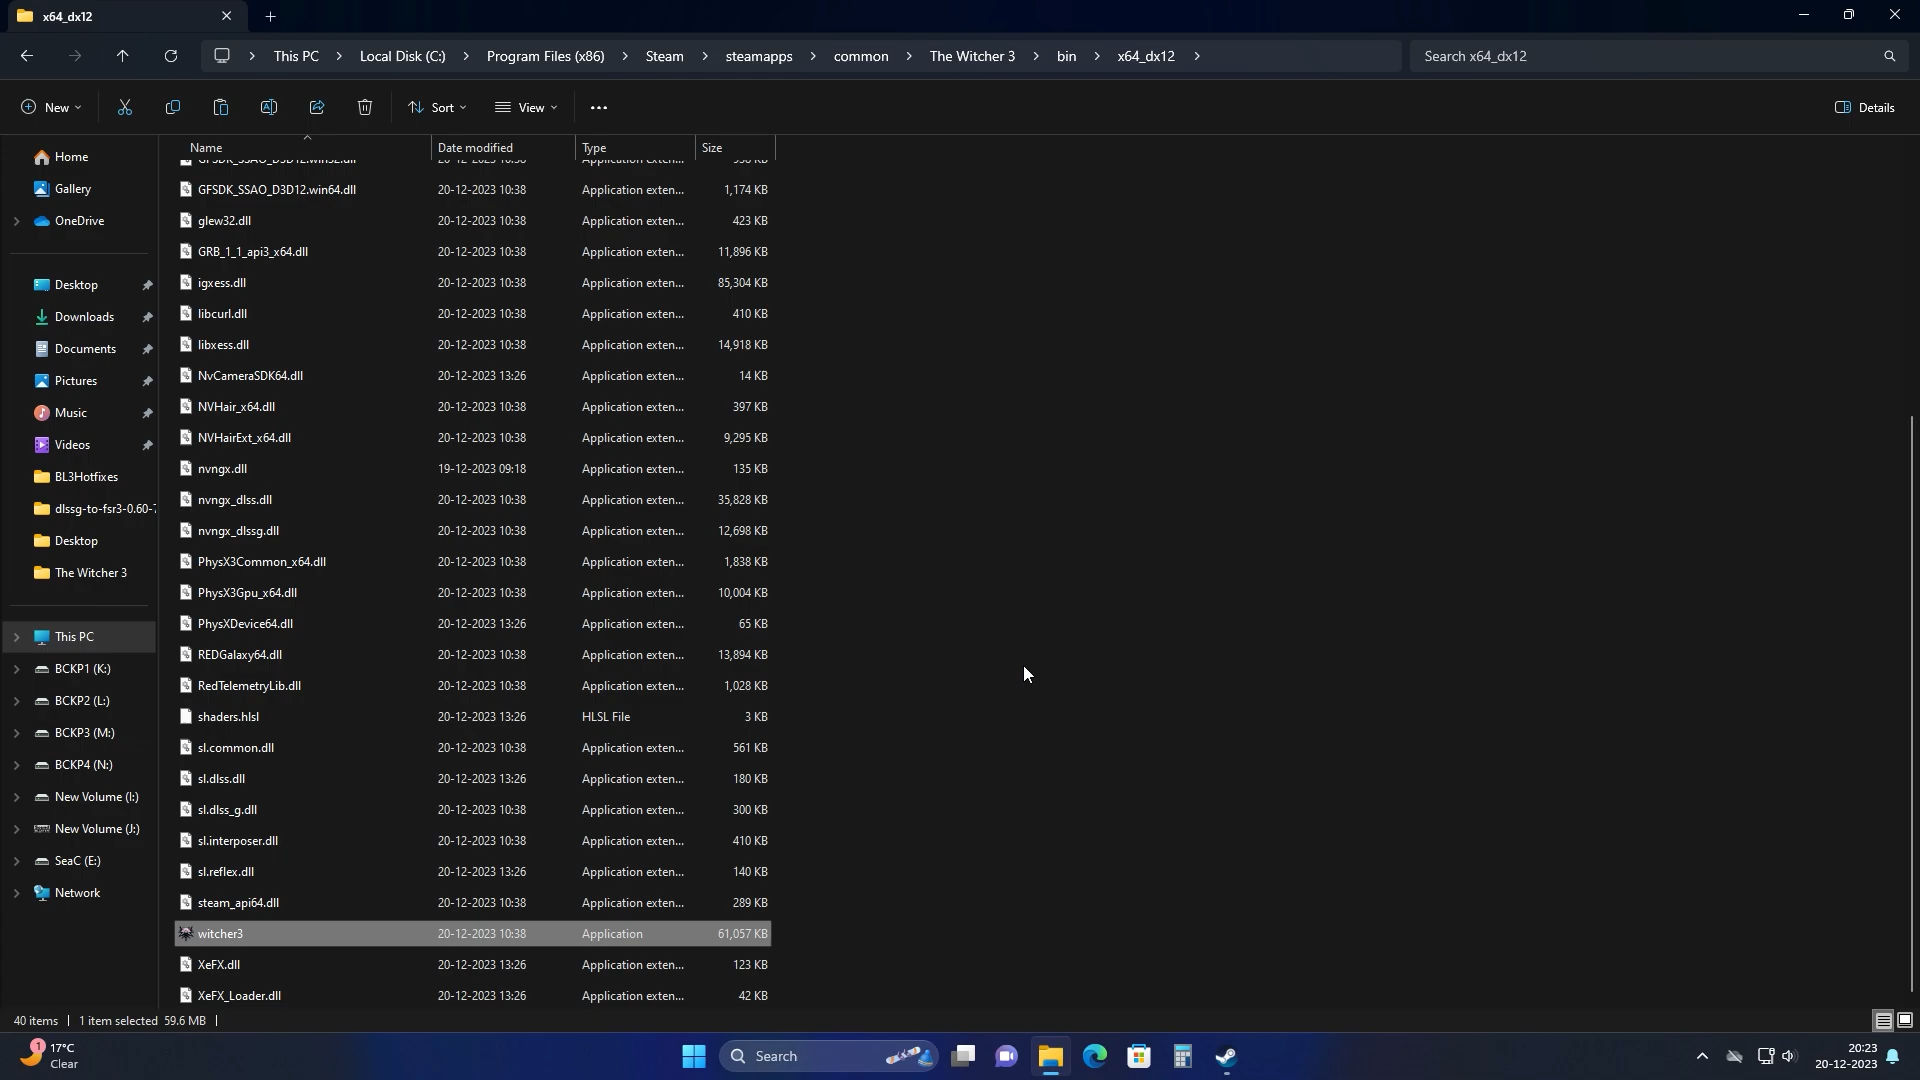 x64_dx12
This PC > Local Disk (C:) > Program Files (x86) > Steam > steamapps > common > The Witcher 3 > bin > x64_dx12 >
Search x64_dx12
New
Sort
View
Details
Name Date modified Type Size
GFSDK_SSAO_D3D12.win64.dll 20-12-2023 10:38 Application exten... 1,174 KB
glew32.dll 20-12-2023 10:38 Application exten... 423 KB
GRB_1_1_api3_x64.dll 20-12-2023 10:38 Application exten... 11,896 KB
igxess.dll 20-12-2023 10:38 Application exten... 85,304 KB
libcurl.dll 20-12-2023 10:38 Application exten... 410 KB
libxess.dll 20-12-2023 10:38 Application exten... 14,918 KB
NvCameraSDK64.dll 20-12-2023 13:26 Application exten... 14 KB
NVHair_x64.dll 20-12-2023 10:38 Application exten... 397 KB
NVHairExt_x64.dll 20-12-2023 10:38 Application exten... 9,295 KB
nvngx.dll 19-12-2023 09:18 Application exten... 135 KB
nvngx_dlss.dll 20-12-2023 10:38 Application exten... 35,828 KB
nvngx_dlssg.dll 20-12-2023 10:38 Application exten... 12,698 KB
PhysX3Common_x64.dll 20-12-2023 10:38 Application exten... 1,838 KB
PhysX3Gpu_x64.dll 20-12-2023 10:38 Application exten... 10,004 KB
PhysXDevice64.dll 20-12-2023 13:26 Application exten... 65 KB
REDGalaxy64.dll 20-12-2023 10:38 Application exten... 13,894 KB
RedTelemetryLib.dll 20-12-2023 10:38 Application exten... 1,028 KB
shaders.hlsl 20-12-2023 13:26 HLSL File 3 KB
sl.common.dll 20-12-2023 10:38 Application exten... 561 KB
sl.dlss.dll 20-12-2023 13:26 Application exten... 180 KB
sl.dlss_g.dll 20-12-2023 10:38 Application exten... 300 KB
sl.interposer.dll 20-12-2023 10:38 Application exten... 410 KB
sl.reflex.dll 20-12-2023 13:26 Application exten... 140 KB
steam_api64.dll 20-12-2023 10:38 Application exten... 289 KB
witcher3 20-12-2023 10:38 Application 61,057 KB
XeFX.dll 20-12-2023 13:26 Application exten... 123 KB
XeFX_Loader.dll 20-12-2023 13:26 Application exten... 42 KB
Home
Gallery
OneDrive
Desktop
Downloads
Documents
Pictures
Music
Videos
BL3Hotfixes
dlssg-to-fsr3-0.60-7
Desktop
The Witcher 3
This PC
BCKP1 (K:)
BCKP2 (L:)
BCKP3 (M:)
BCKP4 (N:)
New Volume (I:)
New Volume (J:)
SeaC (E:)
Network
40 items | 1 item selected 59.6 MB |
1
17°C
Clear
Search
20:23
20-12-2023